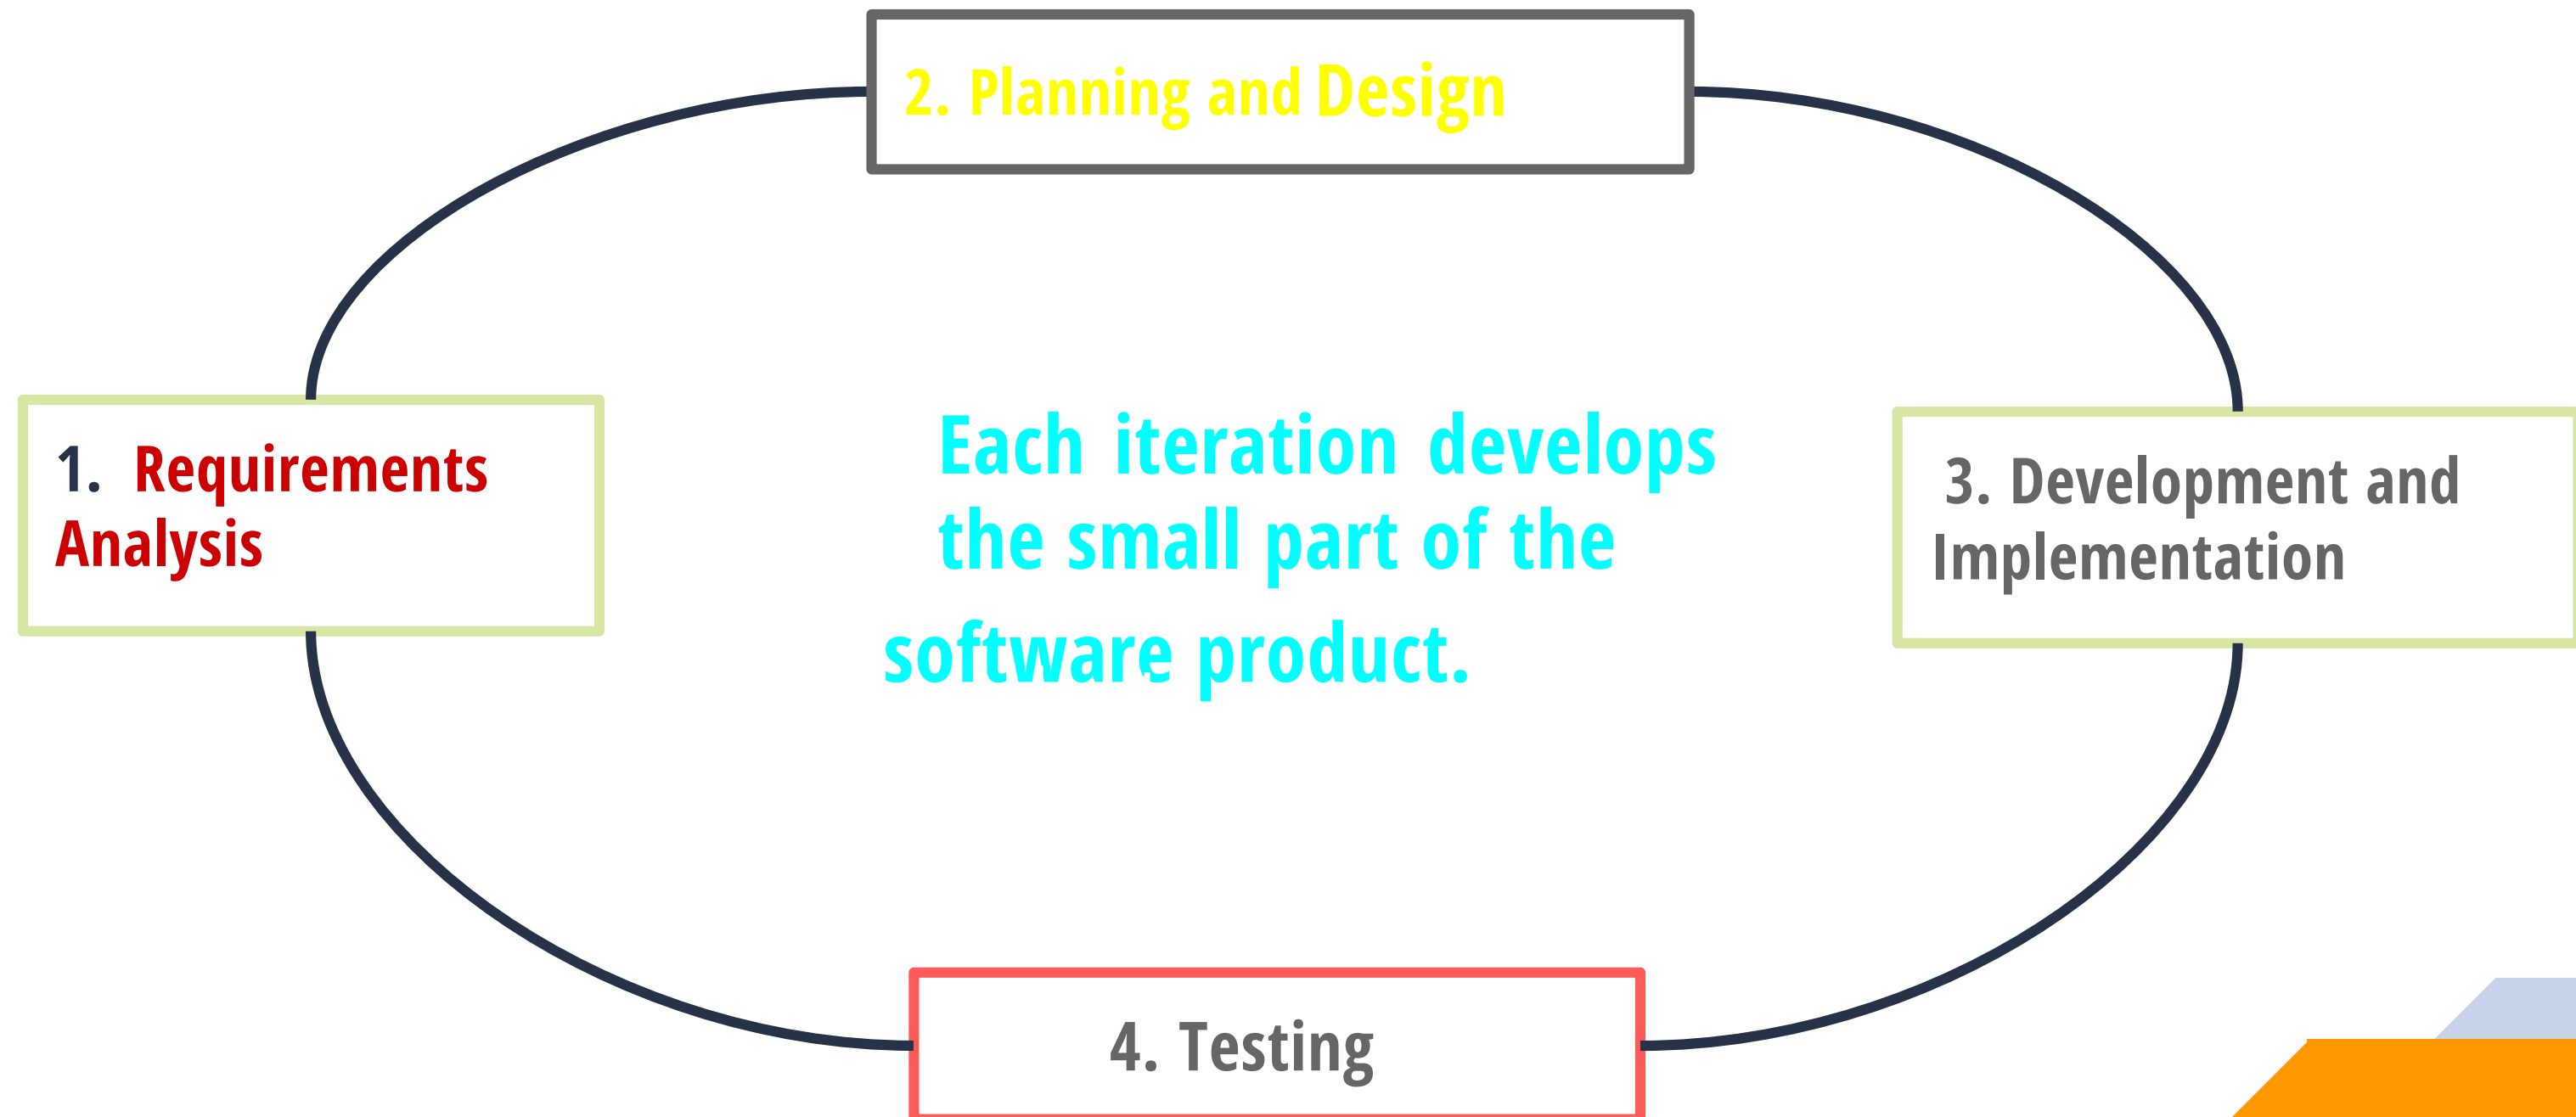 2. Planning and Design
1. Requirements
Analysis
Each iteration develops
the small part of the
software product.
3. Development and
Implementation
4. Testing